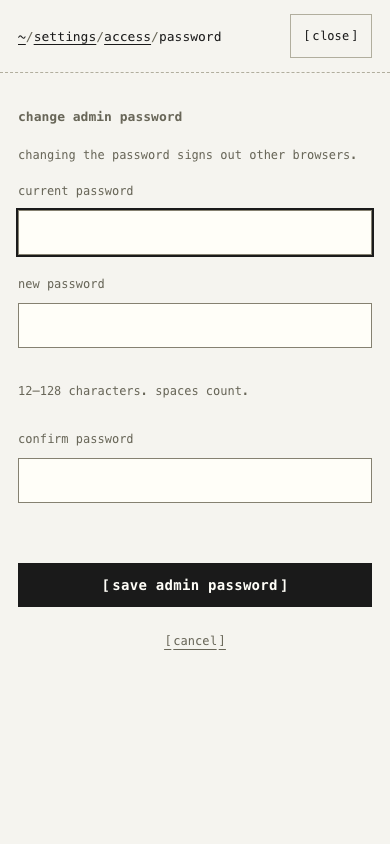 ~/settings/access/password
[close]
change admin password
changing the password signs out other browsers.
current password
new password
12–128 characters. spaces count.
confirm password
[save admin password]
[cancel]